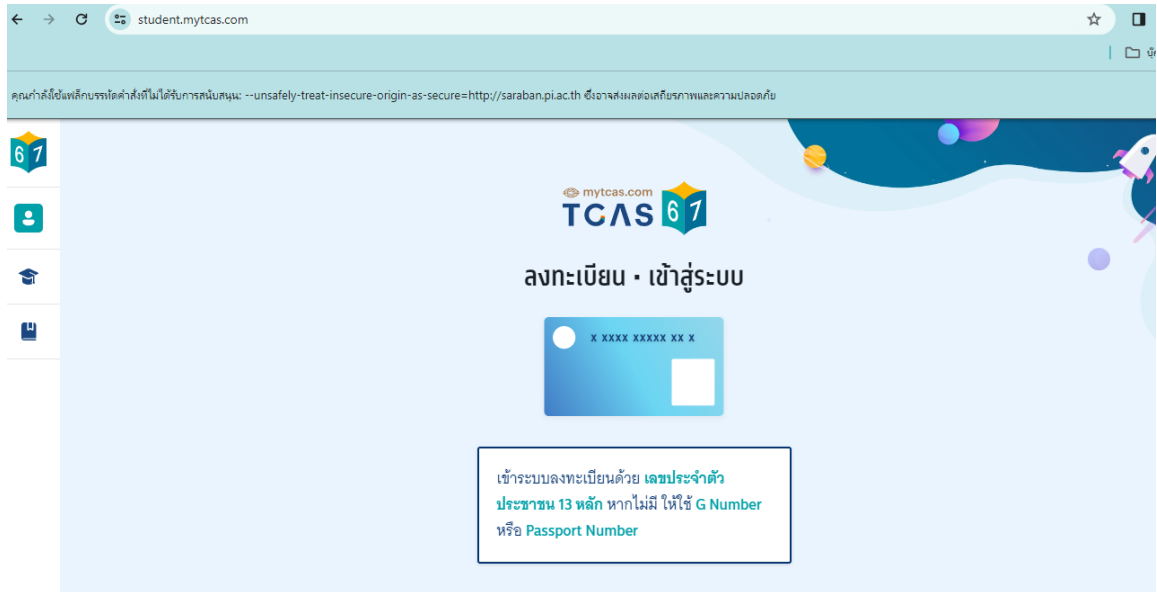 student.mytcas.com
คุณกำลังใช้แฟล็กบรรทัดคำสั่งที่ไม่ได้รับการสนับสนุน: --unsafely-treat-insecure-origin-as-secure=http://saraban.pi.ac.th ซึ่งอาจส่งผลต่อเสถียรภาพและความปลอดภัย
67
mytcas.com
TCAS 67
ลงทะเบียน • เข้าสู่ระบบ
x xxxx xxxxx xx x
เข้าระบบลงทะเบียนด้วย เลขประจำตัว
ประชาชน 13 หลัก หากไม่มี ให้ใช้ G Number
หรือ Passport Number